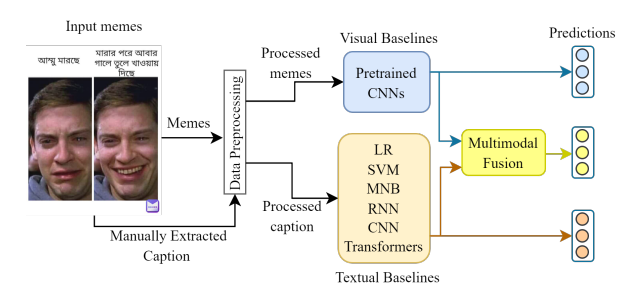 Input memes
আম্মু মারছে
মারার পরে আবার
গালে তুলে খাওয়ায়
দিছে
Memes
Manually Extracted
Caption
Data Preprocessing
Processed
memes
Processed
caption
Visual Baselines
Pretrained
CNNs
LR
SVM
MNB
RNN
CNN
Transformers
Textual Baselines
Multimodal
Fusion
Predictions